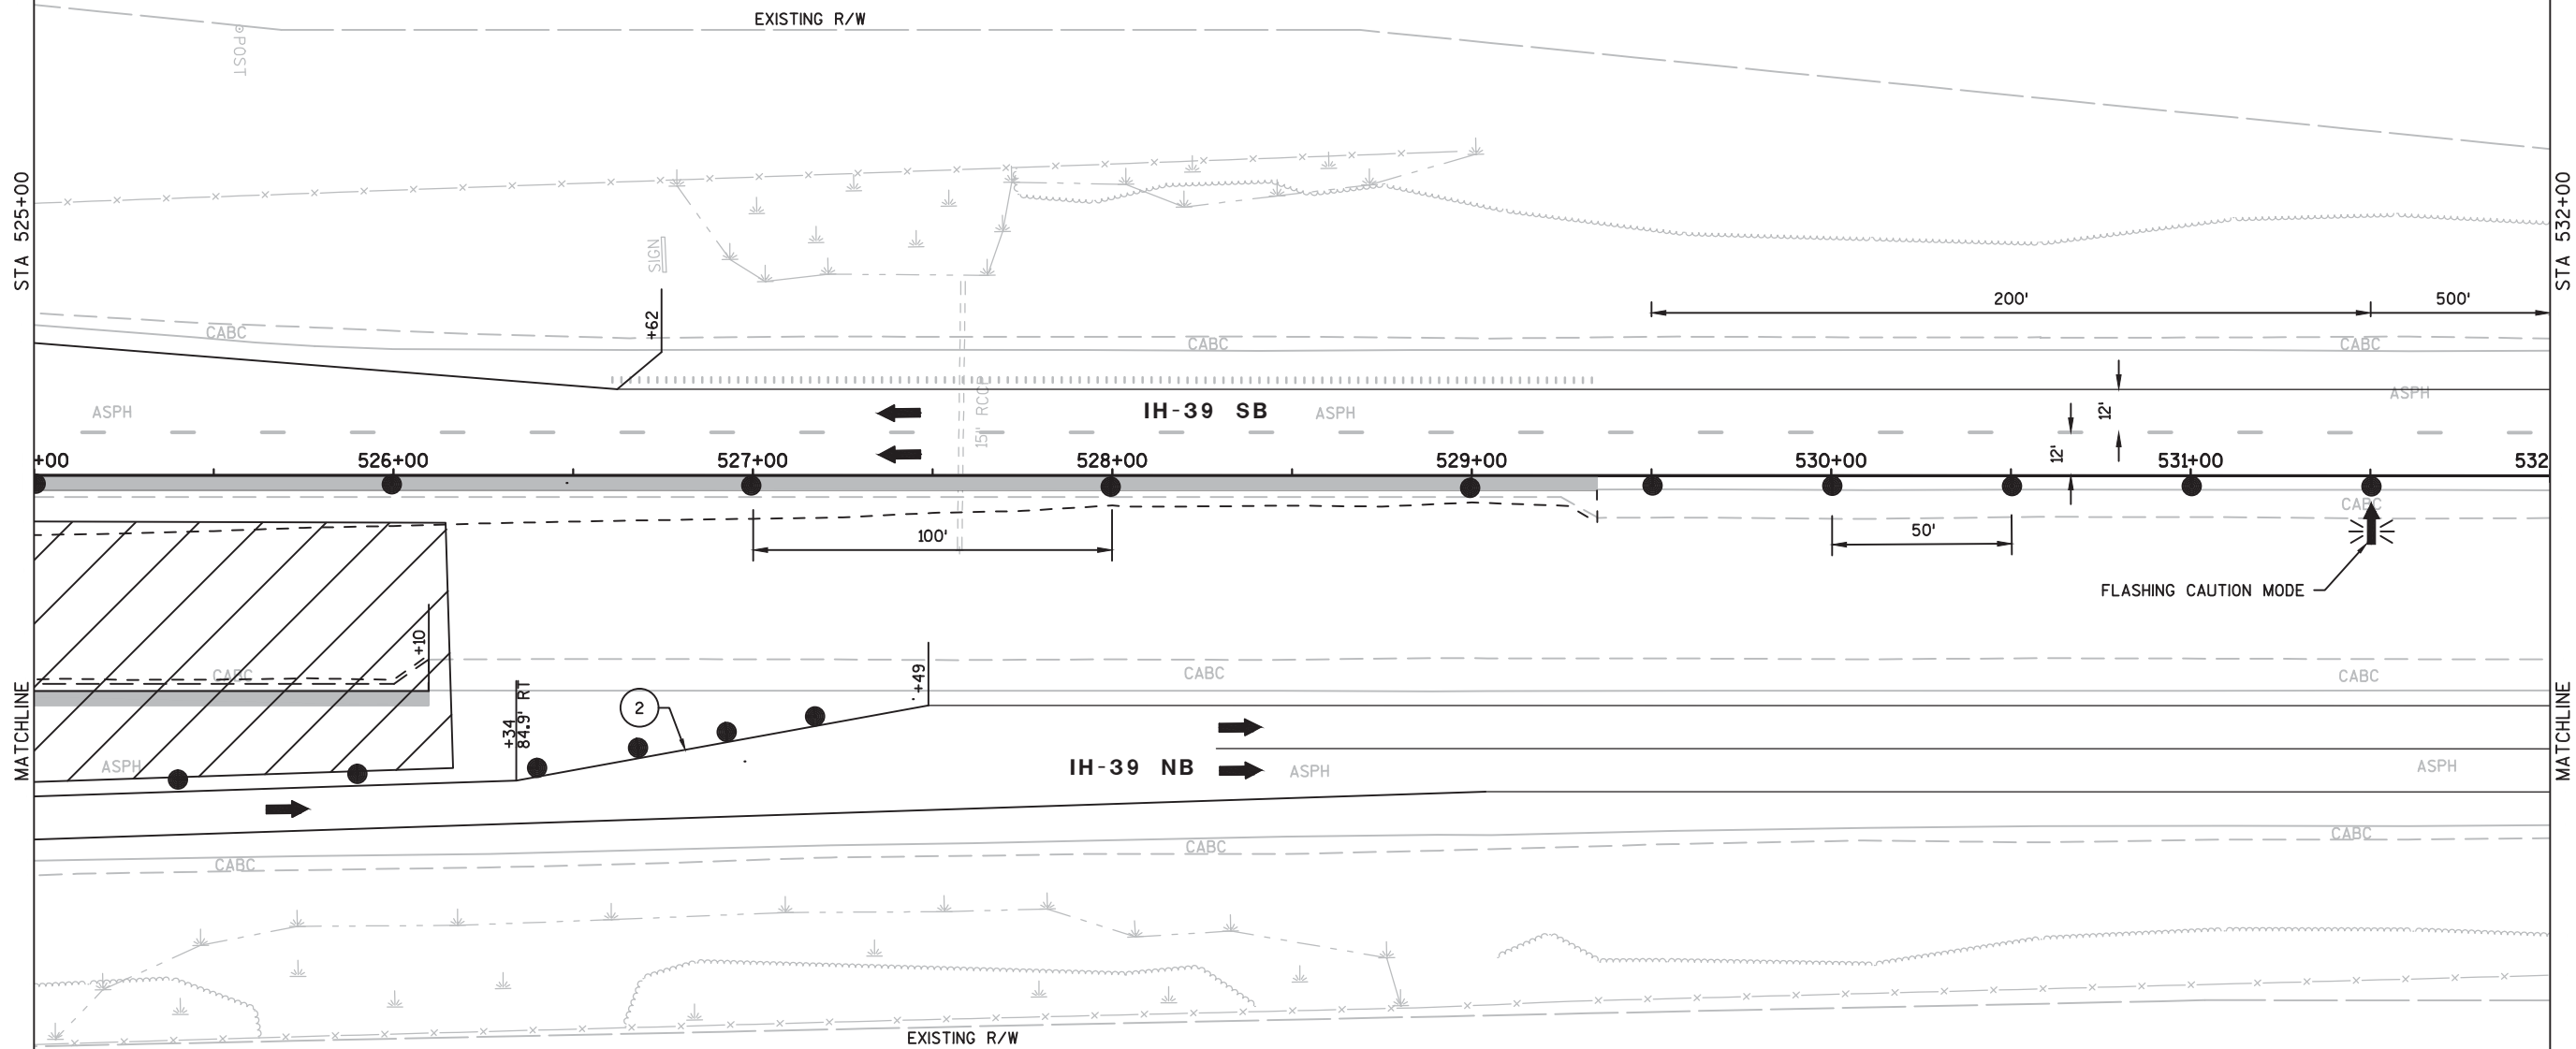 EXISTING R/W
POST
STA 525+00
STA 532+00
SIGN
200'
500'
+62
CABC
CABC
CABC
ASPH
ASPH
15" RCCP
IH-39 SB
ASPH
12'
12'
+00
526+00
527+00
528+00
529+00
530+00
531+00
532
CABC
100'
50'
FLASHING CAUTION MODE
+10
CABC
CABC
CABC
+49
+34
84.9' RT
2
MATCHLINE
MATCHLINE
ASPH
IH-39 NB
ASPH
ASPH
CABC
CABC
CABC
EXISTING R/W